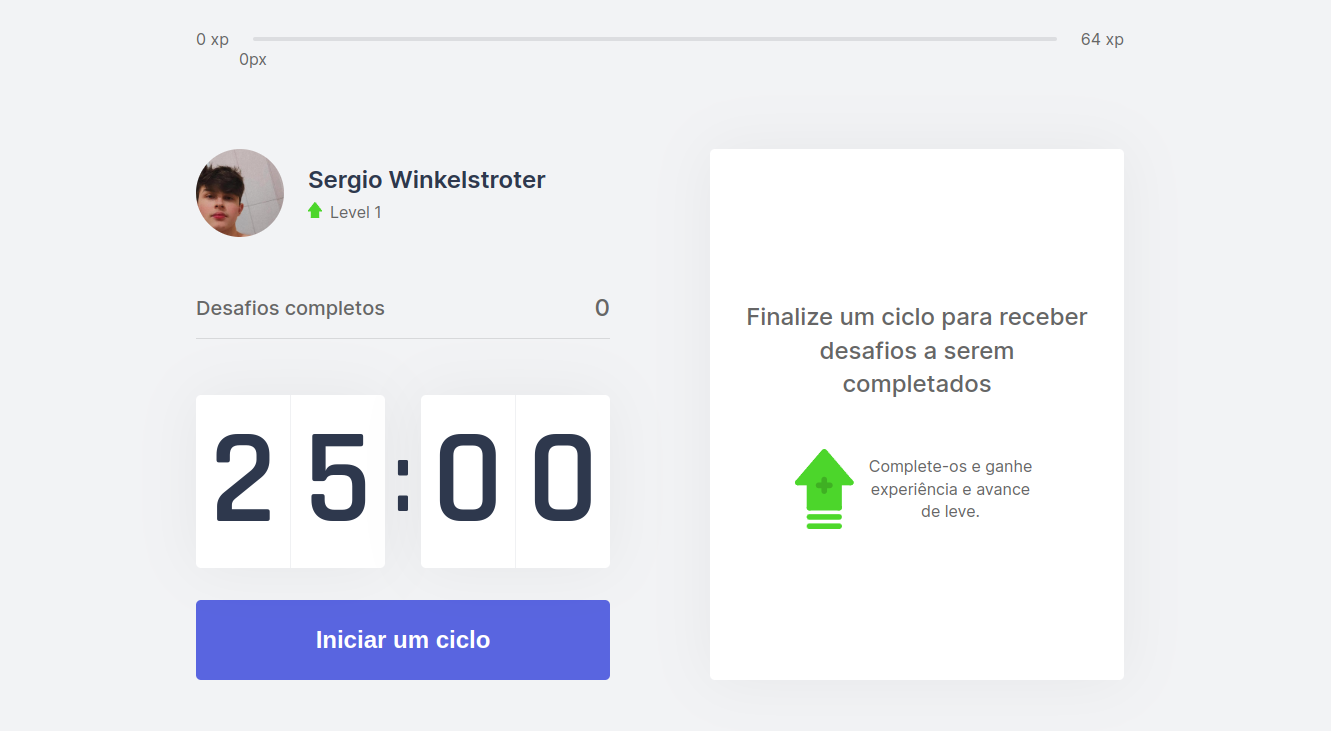 0 xp
64 xp
0px
Sergio Winkelstroter
Level 1
Desafios completos
0
25:00
Iniciar um ciclo
Finalize um ciclo para receber
desafios a serem
completados
Complete-os e ganhe
experiência e avance
de leve.